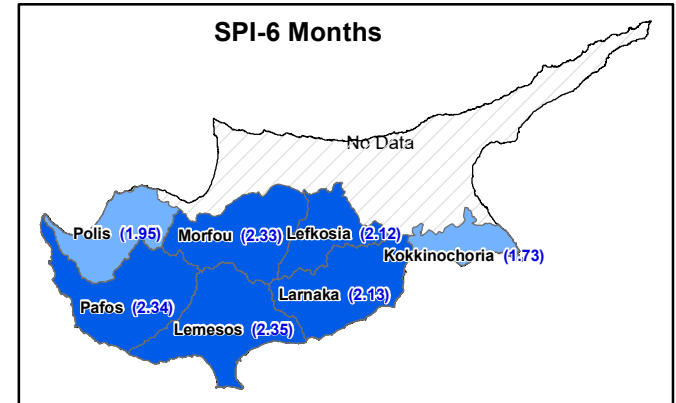 SPI-6 Months
No Data
Polis (1.95)
Morfou (2.33)
Lefkosia (2.12)
Kokkinochoria (1.73)
Larnaka (2.13)
Pafos (2.34)
Lemesos (2.35)